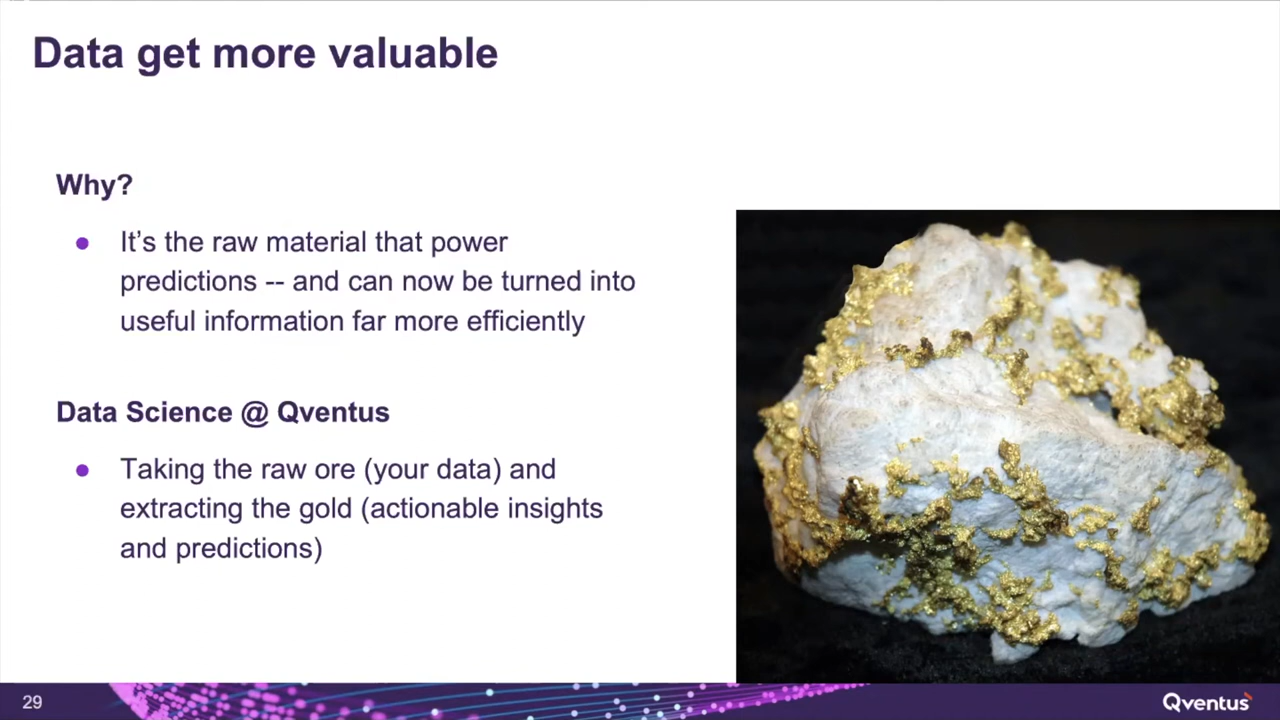 Data get more valuable
Why?
● It’s the raw material that power
predictions -- and can now be turned into
useful information far more efficiently
Data Science @ Qventus
● Taking the raw ore (your data) and
extracting the gold (actionable insights
and predictions)
29
Qventus